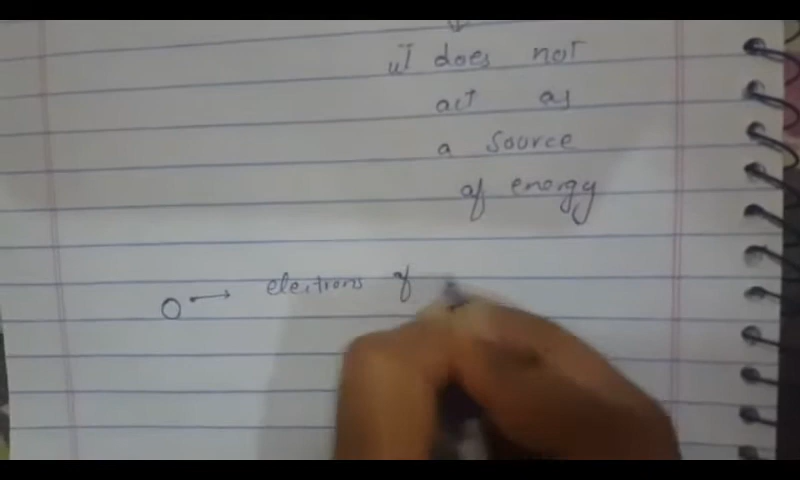 it does not
act as
a source
of energy
O → electrons of